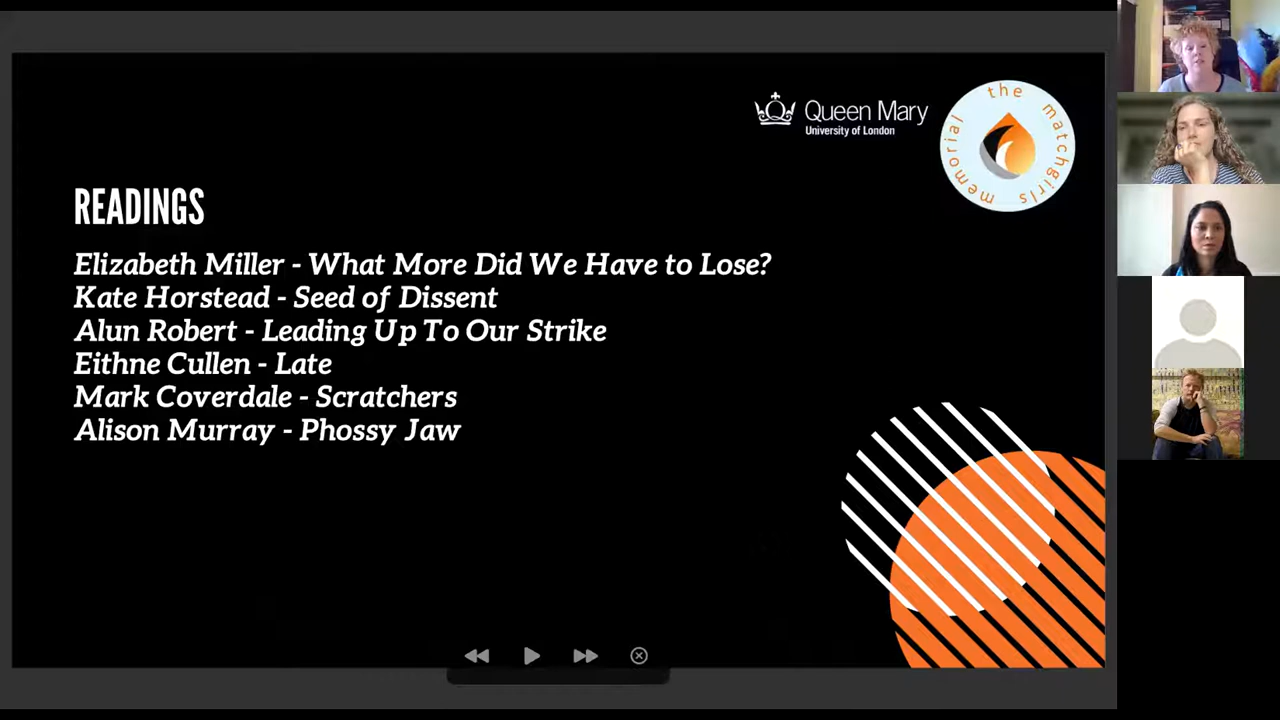 Queen Mary
University of London
the matchgirls memorial
READINGS
Elizabeth Miller - What More Did We Have to Lose?
Kate Horstead - Seed of Dissent
Alun Robert - Leading Up To Our Strike
Eithne Cullen - Late
Mark Coverdale - Scratchers
Alison Murray - Phossy Jaw